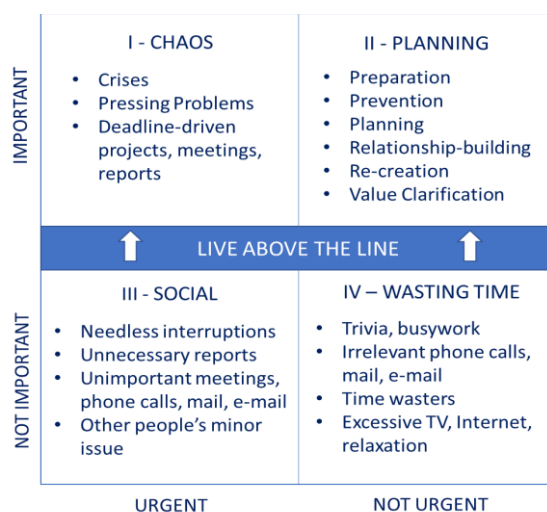 IMPORTANT
I - CHAOS
• Crises
• Pressing Problems
• Deadline-driven
projects, meetings,
reports
II - PLANNING
• Preparation
• Prevention
• Planning
• Relationship-building
• Re-creation
• Value Clarification
LIVE ABOVE THE LINE
NOT IMPORTANT
III - SOCIAL
• Needless interruptions
• Unnecessary reports
• Unimportant meetings,
phone calls, mail, e-mail
• Other people's minor
issue
IV – WASTING TIME
• Trivia, busywork
• Irrelevant phone calls,
mail, e-mail
• Time wasters
• Excessive TV, Internet,
relaxation
URGENT
NOT URGENT